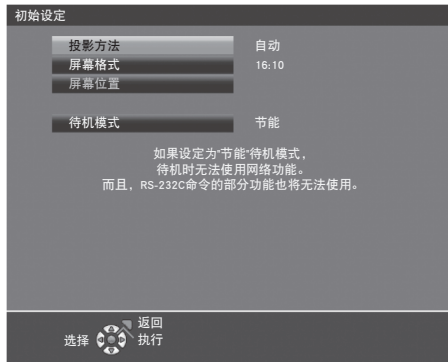 初始设定
投影方法 自动
屏幕格式 16:10
屏幕位置
待机模式 节能
如果设定为"节能"待机模式，
待机时无法使用网络功能。
而且，RS-232C命令的部分功能也将无法使用。
返回
选择 执行